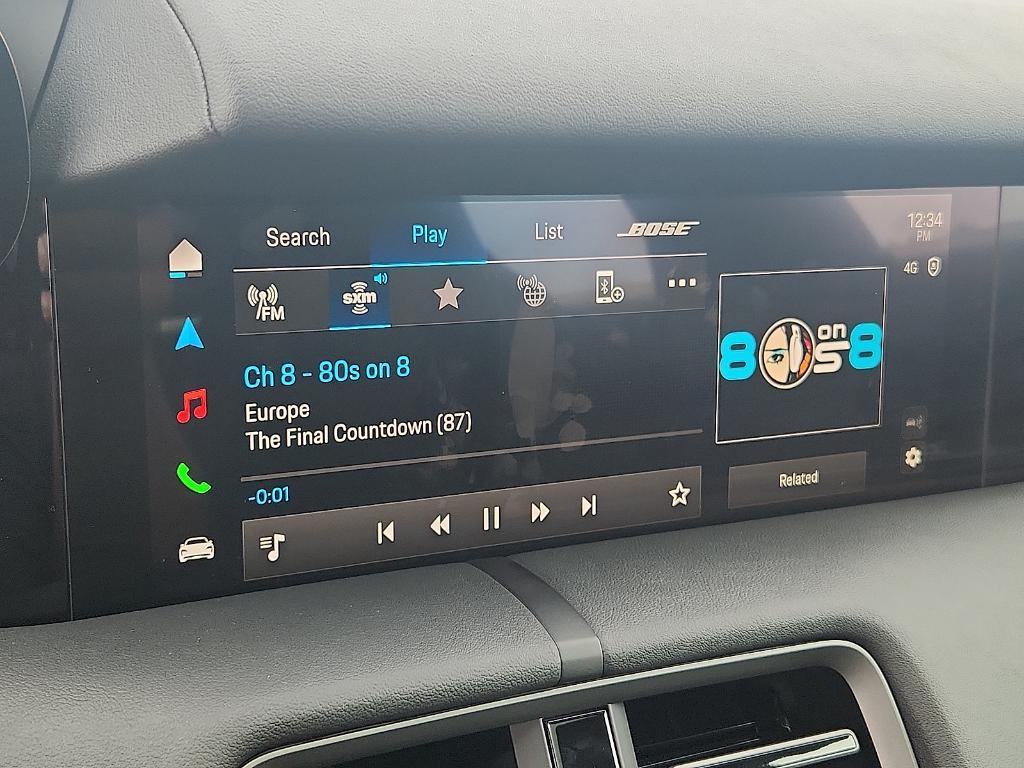 Search Play List BOSE
12:34
PM
4G
FM
sxm
Ch 8 - 80s on 8
Europe
The Final Countdown (87)
-0:01
80s on 8
Related